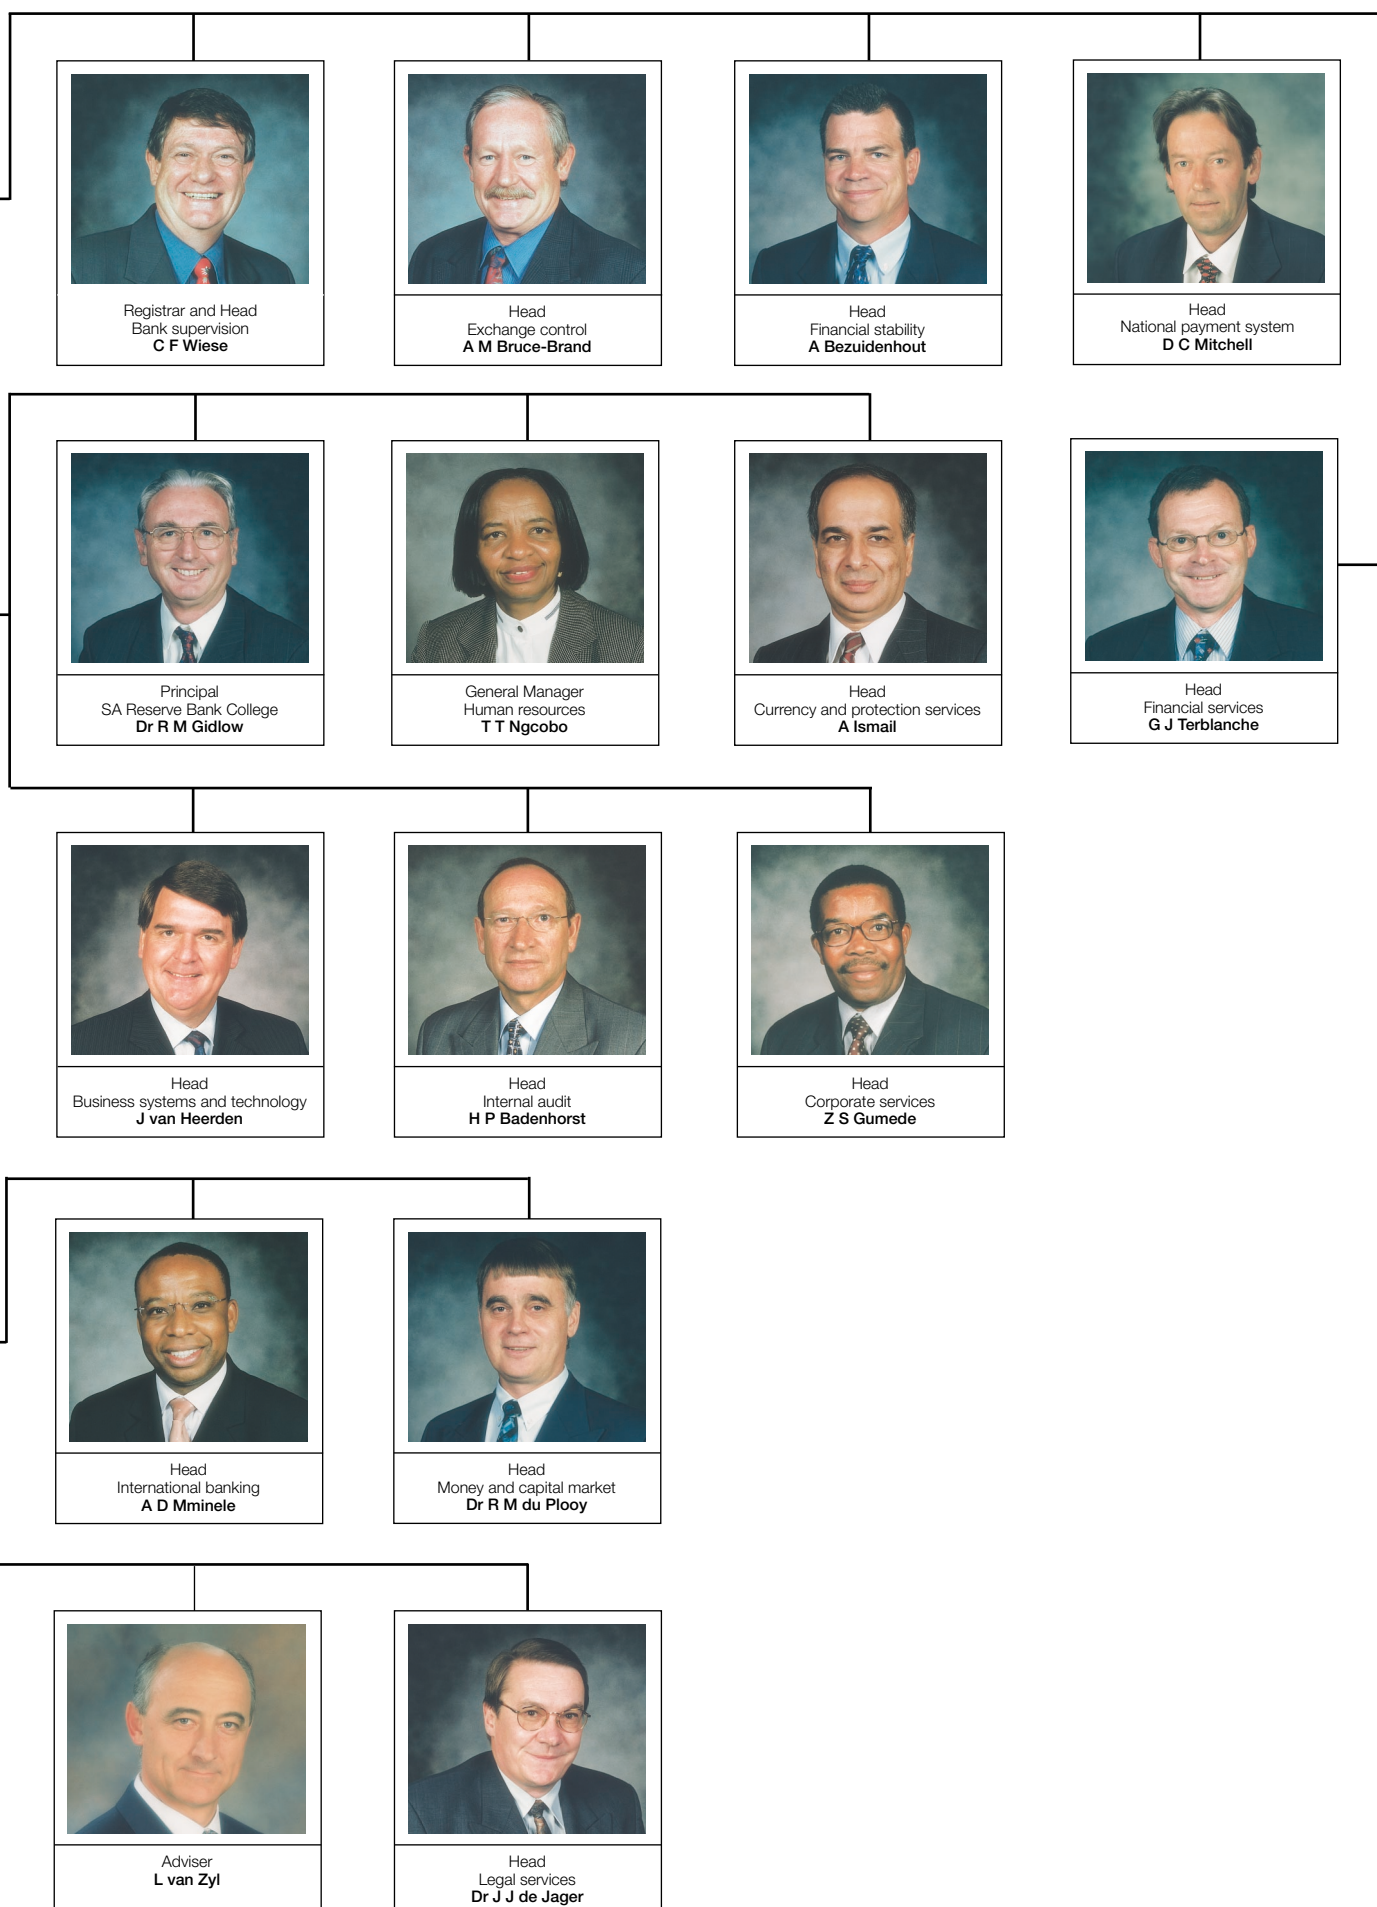 Registrar and Head
Bank supervision
C F Wiese
Head
Exchange control
A M Bruce-Brand
Head
Financial stability
A Bezuidenhout
Head
National payment system
D C Mitchell
Principal
SA Reserve Bank College
Dr R M Gidlow
General Manager
Human resources
T T Ngcobo
Head
Currency and protection services
A Ismail
Head
Financial services
G J Terblanche
Head
Business systems and technology
J van Heerden
Head
Internal audit
H P Badenhorst
Head
Corporate services
Z S Gumede
Head
International banking
A D Mminele
Head
Money and capital market
Dr R M du Plooy
Adviser
L van Zyl
Head
Legal services
Dr J J de Jager